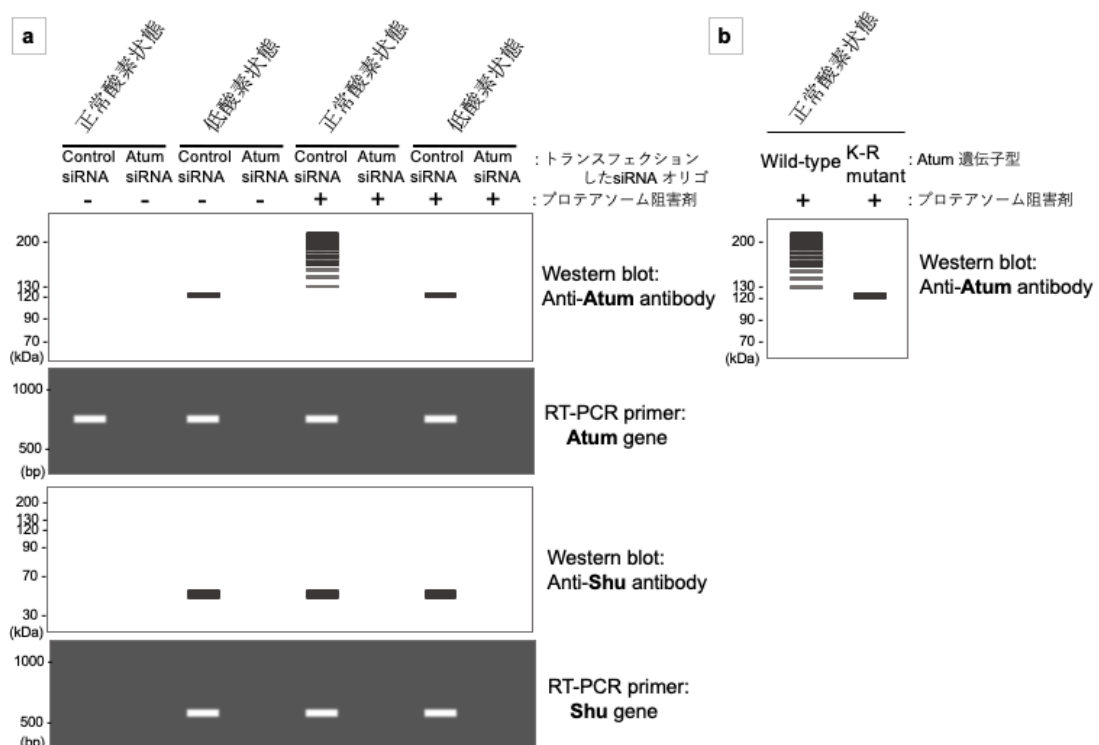 a
正常酸素状態
低酸素状態
正常酸素状態
低酸素状態
Control siRNA
Atum siRNA
Control siRNA
Atum siRNA
Control siRNA
Atum siRNA
Control siRNA
Atum siRNA
: トランスフェクション
したsiRNA オリゴ
- - - - + + + +
: プロテアソーム阻害剤
200 -
130 -
120 -
90 -
70 -
(kDa)
Western blot:
Anti-Atum antibody
1000 -
500 -
(bp)
RT-PCR primer:
Atum gene
200 -
130 -
120 -
90 -
70 -
30 -
(kDa)
Western blot:
Anti-Shu antibody
1000 -
500 -
(bp)
RT-PCR primer:
Shu gene
b
正常酸素状態
Wild-type
K-R
mutant
: Atum 遺伝子型
+ +
: プロテアソーム阻害剤
200 -
130 -
120 -
90 -
70 -
(kDa)
Western blot:
Anti-Atum antibody